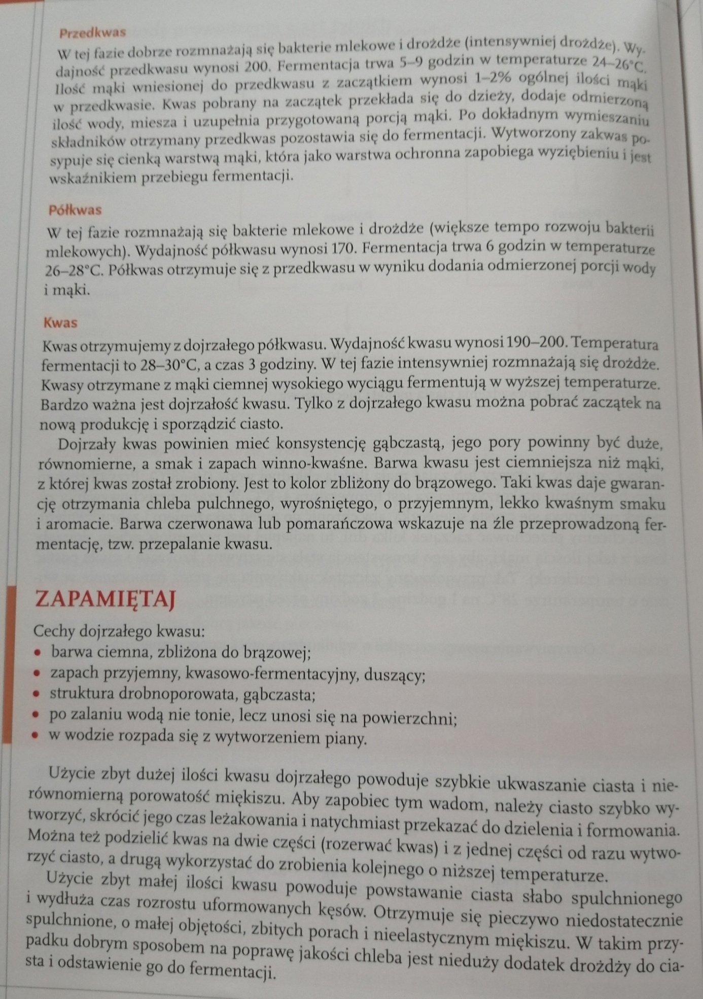 Przedkwas
W tej fazie dobrze rozmnażają się bakterie mlekowe i drożdże (intensywniej drożdże). Wy-
dajność przedkwasu wynosi 200. Fermentacja trwa 5–9 godzin w temperaturze 24–26°C.
Ilość mąki wniesionej do przedkwasu z zaczątkiem wynosi 1–2% ogólnej ilości mąki
w przedkwasie. Kwas pobrany na zaczątek przekłada się do dzieży, dodaje odmierzoną
ilość wody, miesza i uzupełnia przygotowaną porcją mąki. Po dokładnym wymieszaniu
składników otrzymany przedkwas pozostawia się do fermentacji. Wytworzony zakwas po-
sypuje się cienką warstwą mąki, która jako warstwa ochronna zapobiega wyziębieniu i jest
wskaźnikiem przebiegu fermentacji.
Półkwas
W tej fazie rozmnażają się bakterie mlekowe i drożdże (większe tempo rozwoju bakterii
mlekowych). Wydajność półkwasu wynosi 170. Fermentacja trwa 6 godzin w temperaturze
26–28°C. Półkwas otrzymuje się z przedkwasu w wyniku dodania odmierzonej porcji wody
i mąki.
Kwas
Kwas otrzymujemy z dojrzałego półkwasu. Wydajność kwasu wynosi 190–200. Temperatura
fermentacji to 28–30°C, a czas 3 godziny. W tej fazie intensywniej rozmnażają się drożdże.
Kwasy otrzymane z mąki ciemnej wysokiego wyciągu fermentują w wyższej temperaturze.
Bardzo ważna jest dojrzałość kwasu. Tylko z dojrzałego kwasu można pobrać zaczątek na
nową produkcję i sporządzić ciasto.
Dojrzały kwas powinien mieć konsystencję gąbczastą, jego pory powinny być duże,
równomierne, a smak i zapach winno-kwaśne. Barwa kwasu jest ciemniejsza niż mąki,
z której kwas został zrobiony. Jest to kolor zbliżony do brązowego. Taki kwas daje gwaran-
cję otrzymania chleba pulchnego, wyrośniętego, o przyjemnym, lekko kwaśnym smaku
i aromacie. Barwa czerwonawa lub pomarańczowa wskazuje na źle przeprowadzoną fer-
mentację, tzw. przepalanie kwasu.
ZAPAMIĘTAJ
Cechy dojrzałego kwasu:
• barwa ciemna, zbliżona do brązowej;
• zapach przyjemny, kwasowo-fermentacyjny, duszący;
• struktura drobnoporowata, gąbczasta;
• po zalaniu wodą nie tonie, lecz unosi się na powierzchni;
• w wodzie rozpada się z wytworzeniem piany.
Użycie zbyt dużej ilości kwasu dojrzałego powoduje szybkie ukwaszanie ciasta i nie-
równomierną porowatość miękiszu. Aby zapobiec tym wadom, należy ciasto szybko wy-
tworzyć, skrócić jego czas leżakowania i natychmiast przekazać do dzielenia i formowania.
Można też podzielić kwas na dwie części (rozerwać kwas) i z jednej części od razu wytwo-
rzyć ciasto, a drugą wykorzystać do zrobienia kolejnego o niższej temperaturze.
Użycie zbyt małej ilości kwasu powoduje powstawanie ciasta słabo spulchnionego
i wydłuża czas rozrostu uformowanych kęsów. Otrzymuje się pieczywo niedostatecznie
spulchnione, o małej objętości, zbitych porach i nieelastycznym miękiszu. W takim przy-
padku dobrym sposobem na poprawę jakości chleba jest nieduży dodatek drożdży do cia-
sta i odstawienie go do fermentacji.